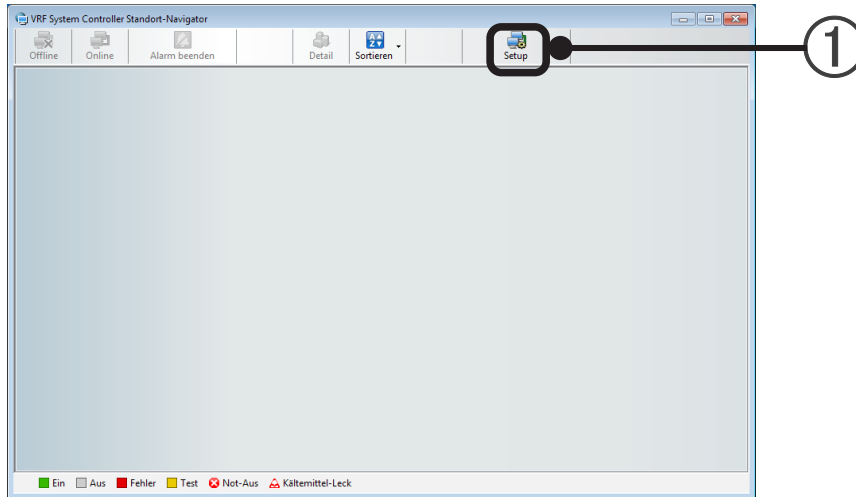 VRF System Controller Standort-Navigator
Offline Online Alarm beenden Detail Sortieren Setup
1
Ein Aus Fehler Test Not-Aus Kältemittel-Leck